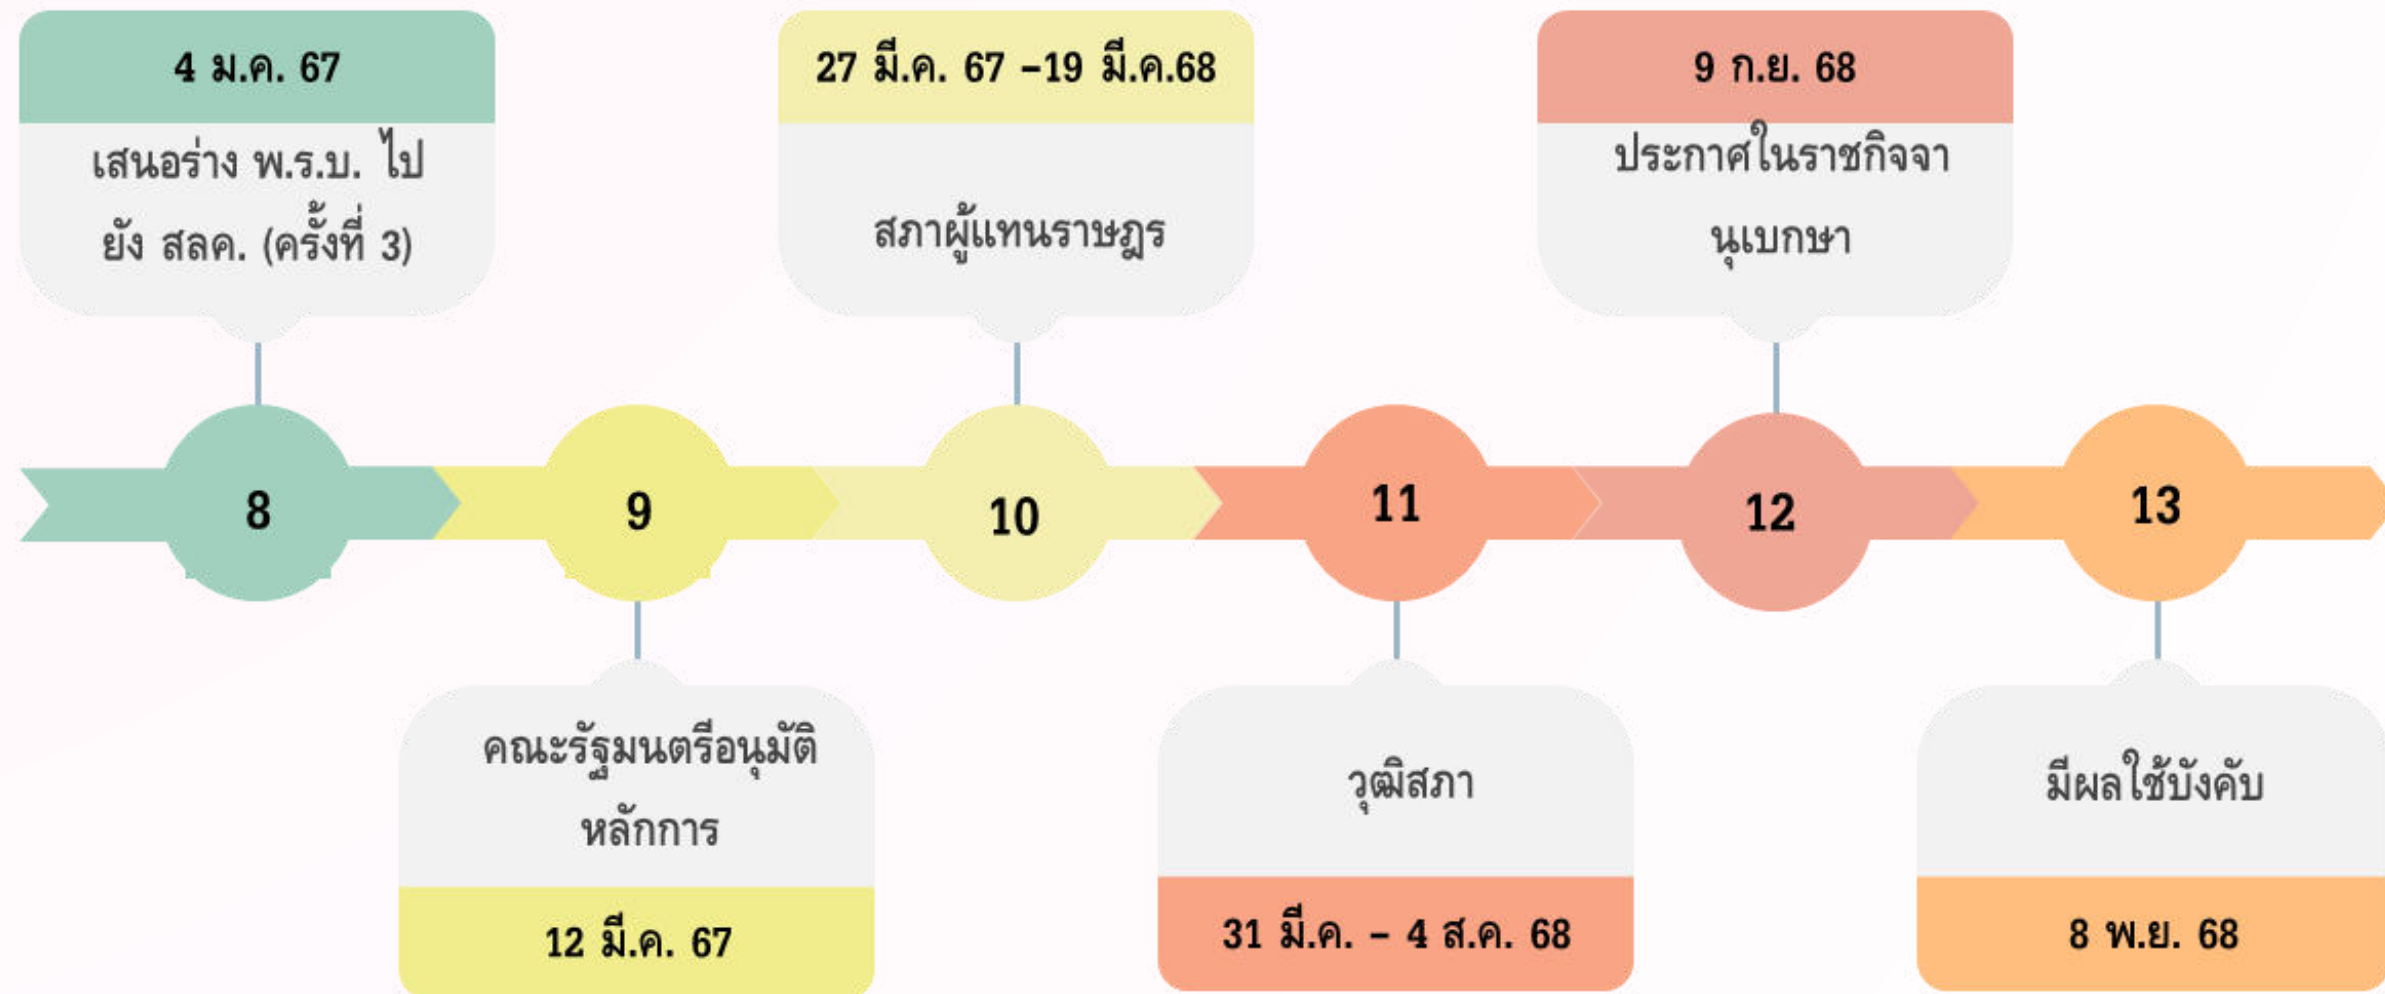 4 ม.ค. 67
เสนอร่าง พ.ร.บ. ไป
ยัง สลค. (ครั้งที่ 3)
8
9
คณะรัฐมนตรีอนุมัติ
หลักการ
12 มี.ค. 67
27 มี.ค. 67 –19 มี.ค.68
สภาผู้แทนราษฎร
10
11
วุฒิสภา
31 มี.ค. – 4 ส.ค. 68
9 ก.ย. 68
ประกาศในราชกิจจา
นุเบกษา
12
13
มีผลใช้บังคับ
8 พ.ย. 68